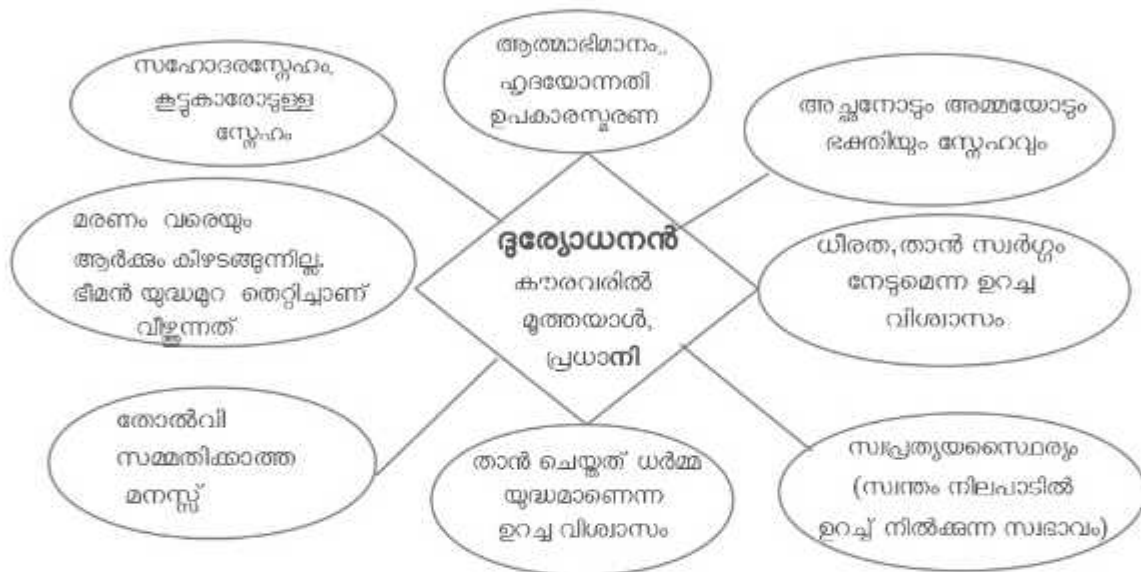 ആത്മാഭിമാനം,.
ഹൃദയോന്നതി
ഉപകാരസ്മരണ
സഹോദരസ്നേഹം,
കൂട്ടുകാരോടുള്ള
സ്നേഹം
അച്ഛനോടും അമ്മയോടും
ഭക്തിയും സ്നേഹവും
മരണം വരെയും
ആർക്കും കീഴടങ്ങുന്നില്ല.
ഭീമൻ യുദ്ധമുറ തെറ്റിച്ചാണ്
വീഴ്ത്തുന്നത്
ദുര്യോധനൻ
കൗരവരിൽ
മൂത്തയാൾ,
പ്രധാനി
ധീരത,താൻ സ്വർഗ്ഗം
നേടുമെന്ന ഉറച്ച
വിശ്വാസം
തോൽവി
സമ്മതിക്കാത്ത
മനസ്സ്
താൻ ചെയ്തത് ധർമ്മ
യുദ്ധമാണെന്ന
ഉറച്ച വിശ്വാസം
സ്വപ്രത്യയസ്ഥൈര്യം
(സ്വന്തം നിലപാടിൽ
ഉറച്ച് നിൽക്കുന്ന സ്വഭാവം)